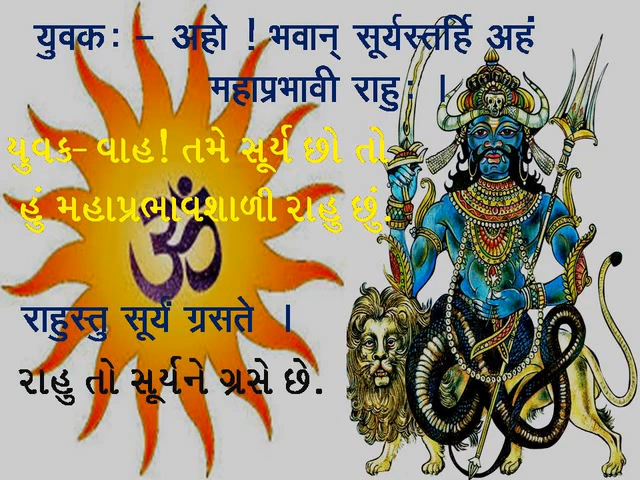 युवकः - अहो ! भवान् सूर्यस्तर्हि अहं
महाप्रभावी राहुः ।
યુવક- વાહ! તમે સૂર્ય છો તો
હું મહાપ્રભાવશાળી રાહુ છું.
ॐ
राहुस्तु सूर्यं ग्रसते ।
રાહુ તો સૂર્યને ગ્રસે છે.